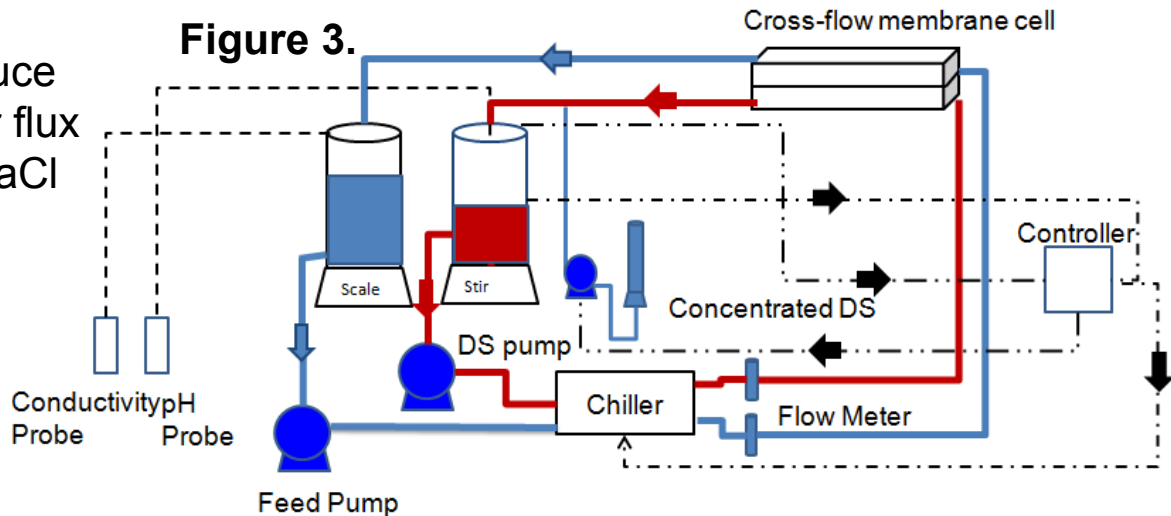 Figure 3.
Cross-flow membrane cell
uce
flux
aCl
Controller
Scale
Stir
Concentrated DS
DS pump
Chiller
Flow Meter
Conductivity
Probe
pH
Probe
Feed Pump